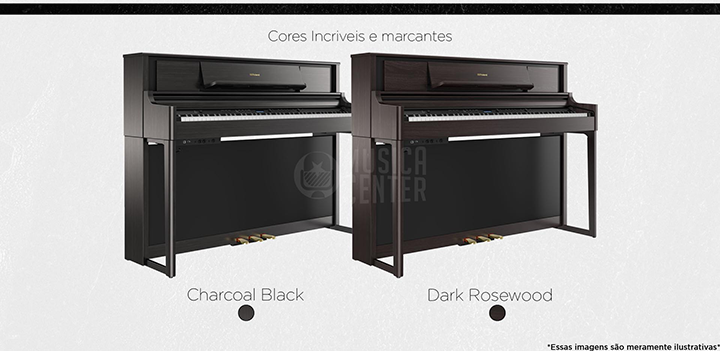 Cores Incriveis e marcantes
MUSICA
CENTER
Charcoal Black
Dark Rosewood
*Essas imagens são meramente ilustrativas*